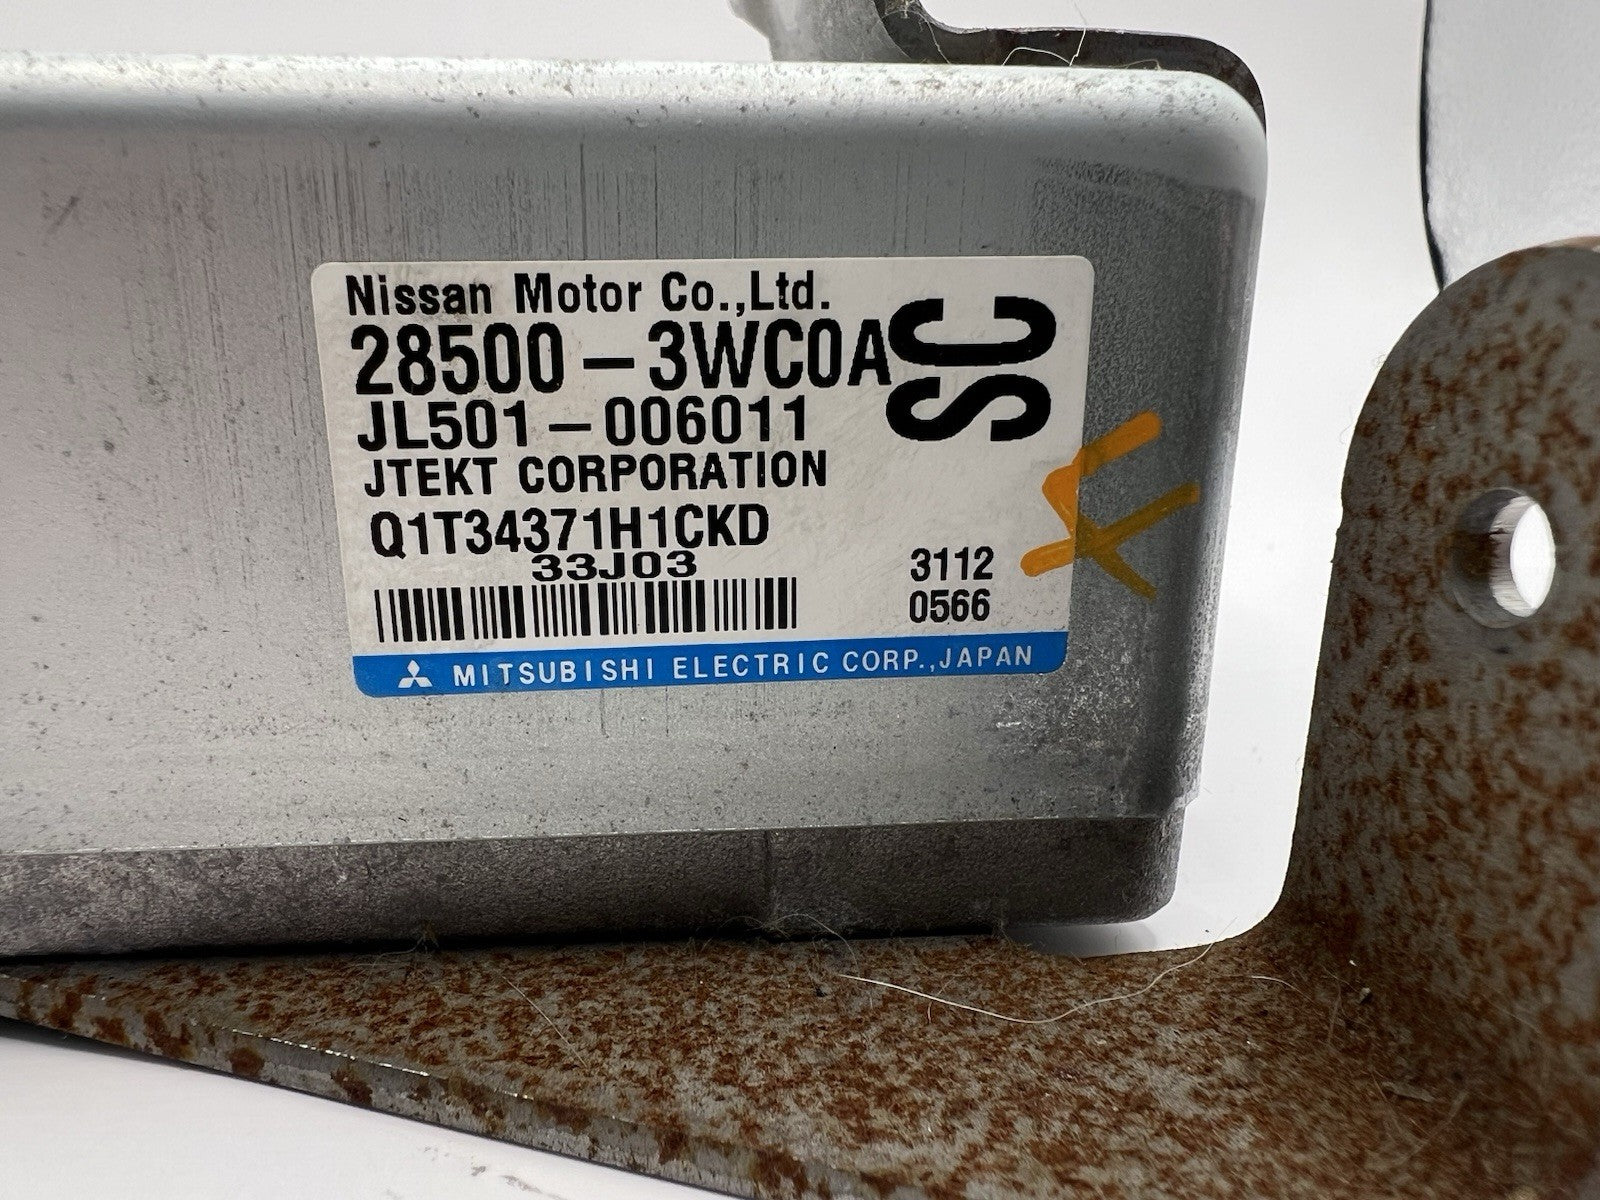 Nissan Motor Co.,Ltd.
28500-3WC0A
SC
JL501-006011
JTEKT CORPORATION
Q1T34371H1CKD
33J03
3112
0566
MITSUBISHI ELECTRIC CORP.,JAPAN